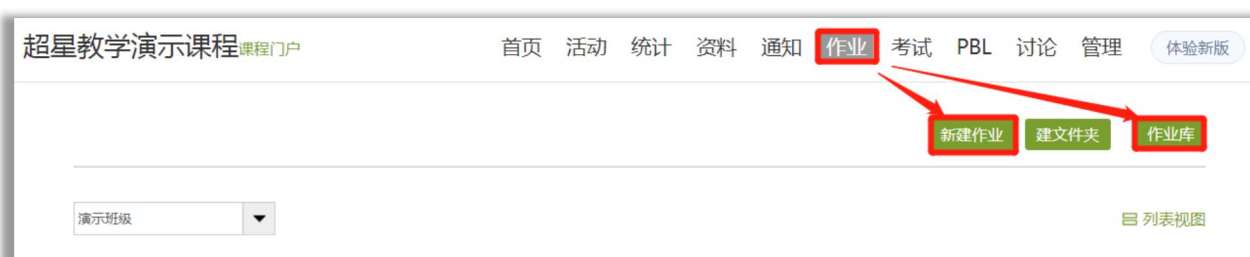 超星教学演示课程课程门户 首页 活动 统计 资料 通知 作业 考试 PBL 讨论 管理 体验新版
新建作业 建文件夹 作业库
演示班级 列表视图